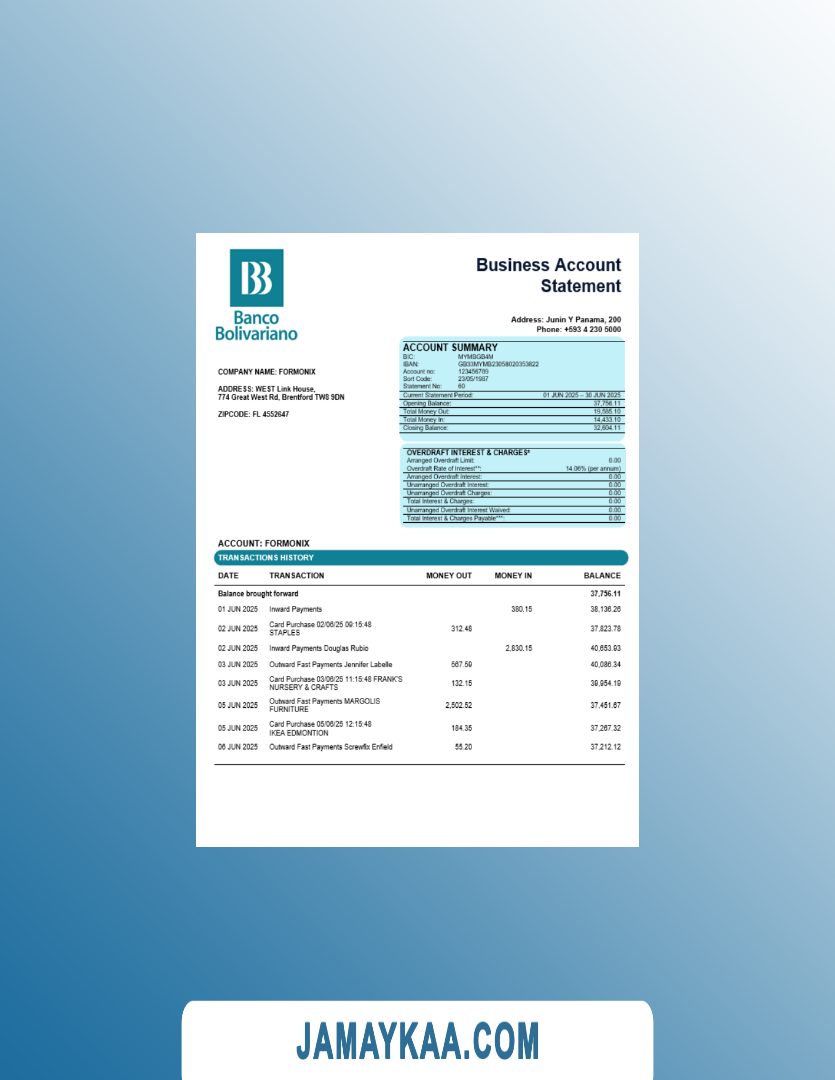 BB
Banco
Bolivariano
Business Account
Statement
Address: Junin Y Panama, 200
Phone: +593 4 230 5000
COMPANY NAME: FORMONIX
ADDRESS: WEST Link House,
774 Great West Rd, Brentford TW8 9DN
ZIPCODE: FL 4552647
ACCOUNT SUMMARY
BIC: MYMBGB4M
IBAN: GB33MYMB23058020353822
Account no: 123456789
Sort Code: 23/05/1987
Statement No: 60
Current Statement Period: 01 JUN 2025 – 30 JUN 2025
Opening Balance: 37,756.11
Total Money Out: 19,585.10
Total Money In: 14,433.10
Closing Balance: 32,604.11
OVERDRAFT INTEREST & CHARGES*
Arranged Overdraft Limit: 0.00
Overdraft Rate of Interest**: 14.06% (per annum)
Arranged Overdraft Interest: 0.00
Unarranged Overdraft Interest: 0.00
Unarranged Overdraft Charges: 0.00
Total Interest & Charges: 0.00
Unarranged Overdraft Interest Waived: 0.00
Total Interest & Charges Payable***: 0.00
ACCOUNT: FORMONIX
TRANSACTIONS HISTORY
DATE TRANSACTION MONEY OUT MONEY IN BALANCE
Balance brought forward 37,756.11
01 JUN 2025 Inward Payments 380.15 38,136.26
02 JUN 2025 Card Purchase 02/06/25 09:15:48 312.48 37,823.78
STAPLES
02 JUN 2025 Inward Payments Douglas Rubio 2,830.15 40,653.93
03 JUN 2025 Outward Fast Payments Jennifer Labelle 567.59 40,086.34
03 JUN 2025 Card Purchase 03/06/25 11:15:48 FRANK'S 132.15 39,954.19
NURSERY & CRAFTS
05 JUN 2025 Outward Fast Payments MARGOLIS 2,502.52 37,451.67
FURNITURE
05 JUN 2025 Card Purchase 05/06/25 12:15:48 184.35 37,267.32
IKEA EDMONTION
06 JUN 2025 Outward Fast Payments Screwfix Enfield 55.20 37,212.12
JAMAYKAA.COM